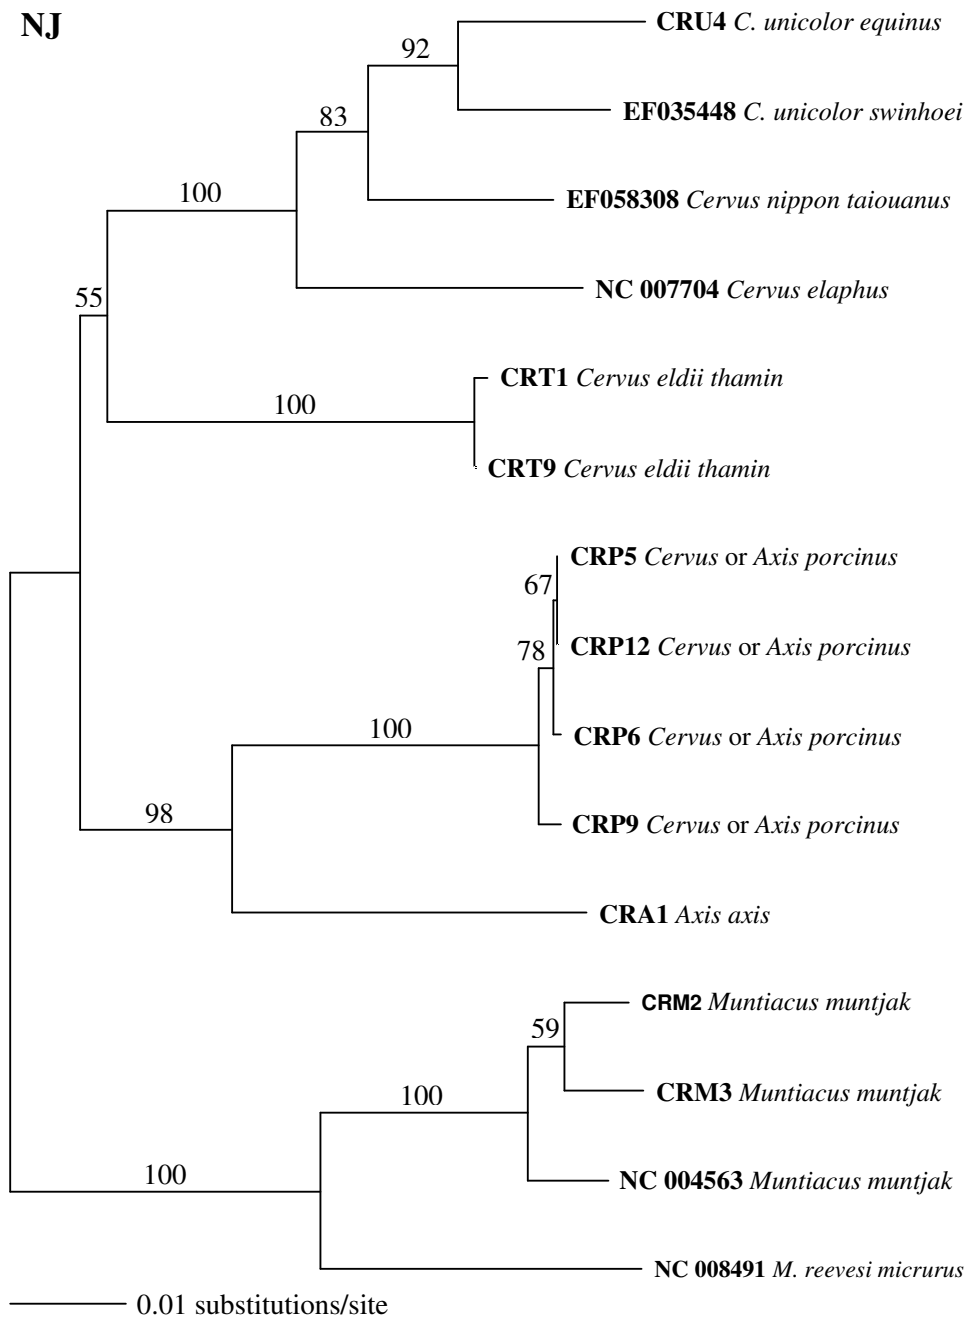 NJ
CRU4 C. unicolor equinus
92
EF035448 C. unicolor swinhoei
83
EF058308 Cervus nippon taiouanus
100
NC 007704 Cervus elaphus
55
CRT1 Cervus eldii thamin
100
CRT9 Cervus eldii thamin
CRP5 Cervus or Axis porcinus
67
CRP12 Cervus or Axis porcinus
78
CRP6 Cervus or Axis porcinus
100
CRP9 Cervus or Axis porcinus
98
CRA1 Axis axis
CRM2 Muntiacus muntjak
59
CRM3 Muntiacus muntjak
100
NC 004563 Muntiacus muntjak
100
NC 008491 M. reevesi micrurus
0.01 substitutions/site